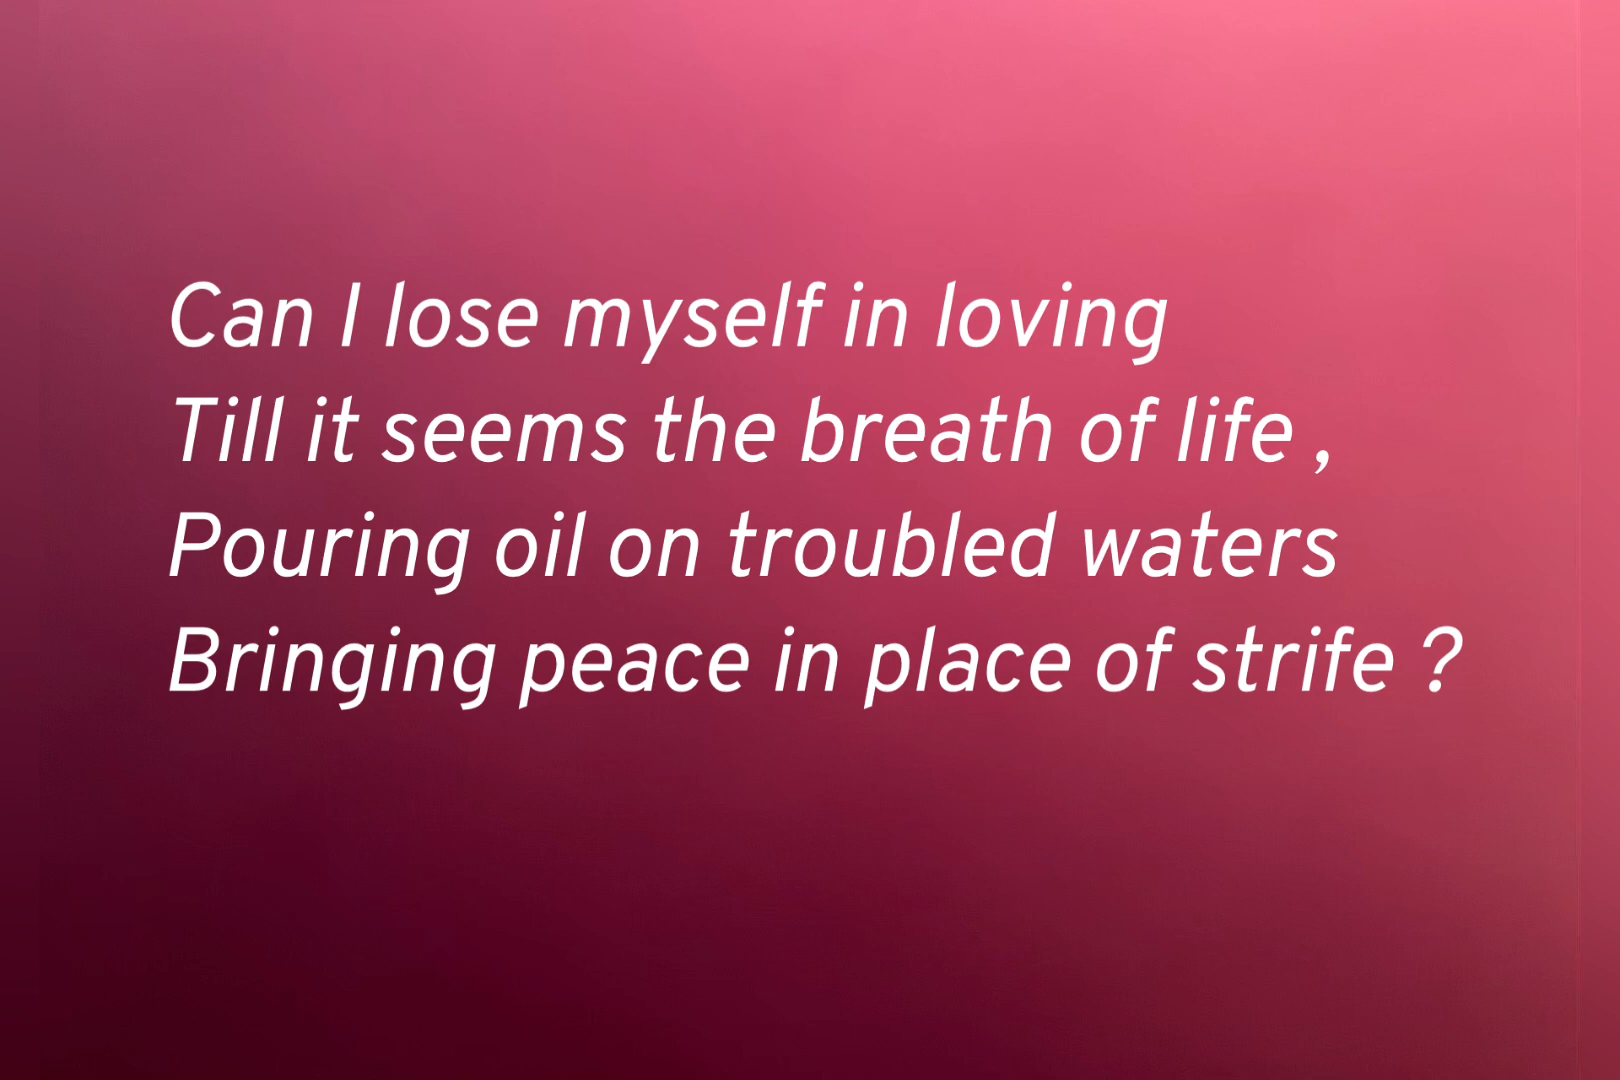 Can I lose myself in loving
Till it seems the breath of life ,
Pouring oil on troubled waters
Bringing peace in place of strife ?